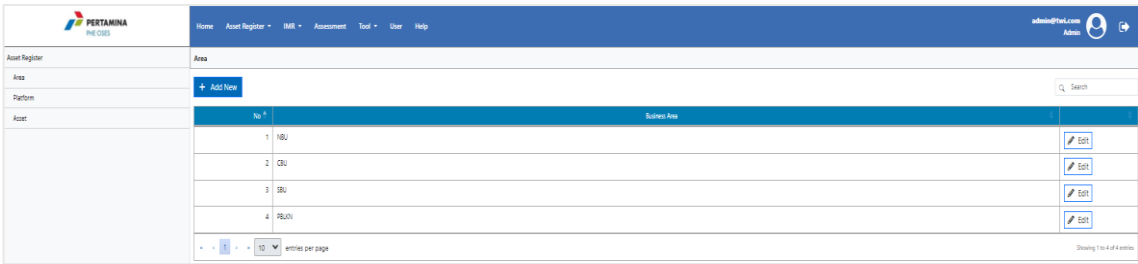 PERTAMINA
PHE OSES
Home Asset Register IMR Assessment Tool User Help
admin@twi.com
Admin
Asset Register
Area
Platform
Asset
Area
+ Add New
Search
No Business Area
1 NBU Edit
2 CBU Edit
3 SBU Edit
4 PBLKN Edit
« ‹ 1 › » 10 entries per page
Showing 1 to 4 of 4 entries